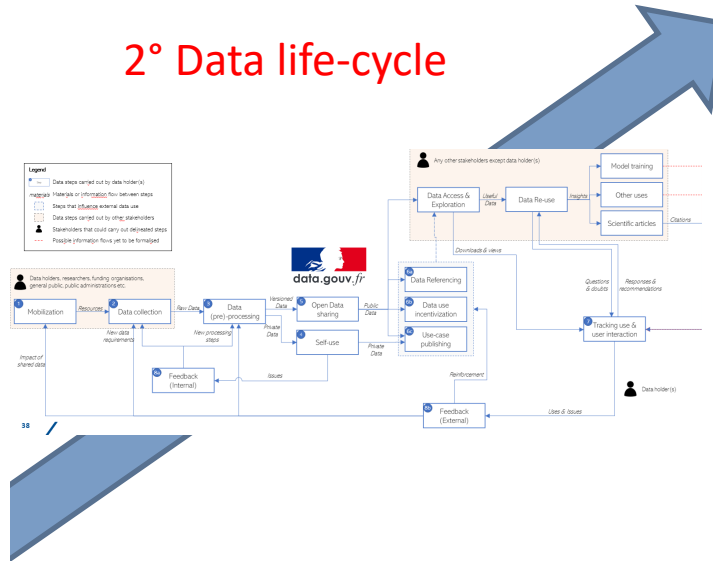 2° Data life-cycle
Legend
Data steps carried out by data holder(s)
materials Materials or information flow between steps
Steps that influence external data use
Data steps carried out by other stakeholders
Stakeholders that could carry out delineated steps
Possible information flows yet to be formalised
Any other stakeholders except data holder(s)
Model training
Data Access &
Exploration
Useful
Data
Data Re-use
Insights
Other uses
Scientific articles
Citations
Downloads & views
data.gouv.fr
Data holders, researchers, funding organisations,
general public, public administrations etc.
1
Mobilization
Resources
2
Data collection
Raw Data
3
Data
(pre)-processing
Versioned
Data
Private
Data
5
Open Data
sharing
Public
Data
4
Self-use
Private
Data
6a
Data Referencing
6b
Data use
incentivization
6c
Use-case
publishing
Questions
& doubts
Responses &
recommendations
7
Tracking use &
user interaction
New data
requirements
New processing
steps
Impact of
shared data
8a
Feedback
(Internal)
Issues
Reinforcement
Data holder(s)
8b
Feedback
(External)
Uses & Issues
38